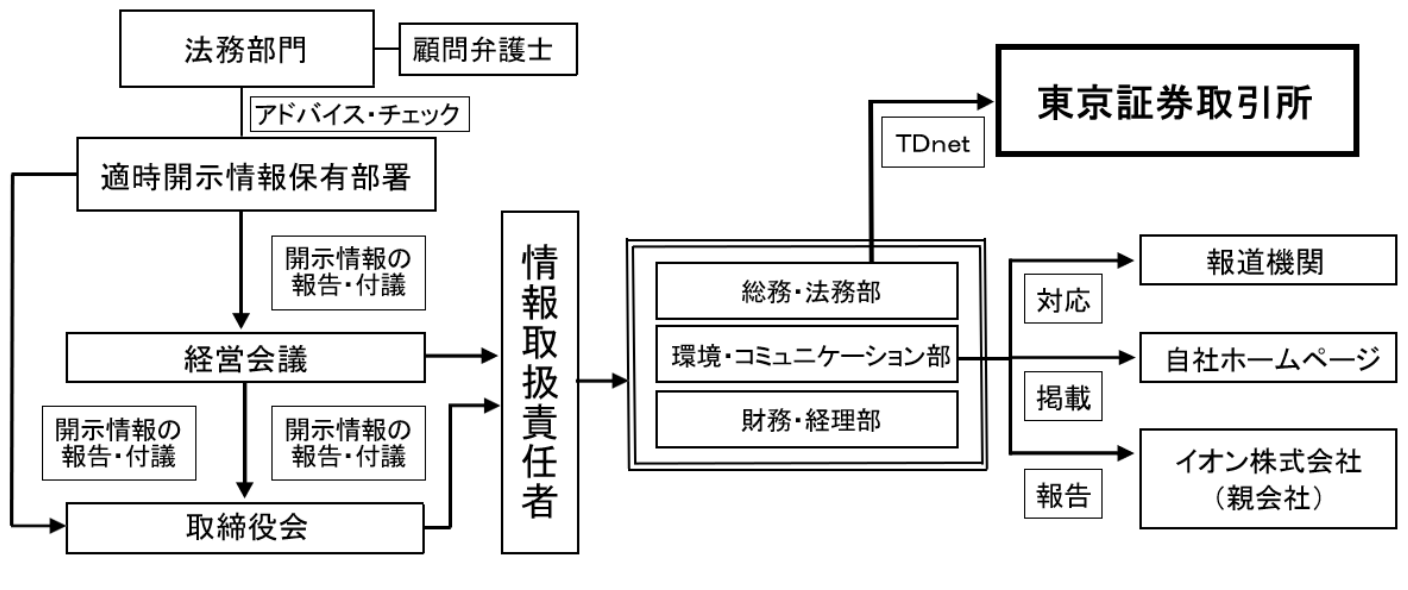 法務部門
顧問弁護士
アドバイス・チェック
適時開示情報保有部署
開示情報の
報告・付議
経営会議
開示情報の
報告・付議
開示情報の
報告・付議
取締役会
情報取扱責任者
総務・法務部
環境・コミュニケーション部
財務・経理部
TDnet
東京証券取引所
対応
報道機関
掲載
自社ホームページ
報告
イオン株式会社
（親会社）